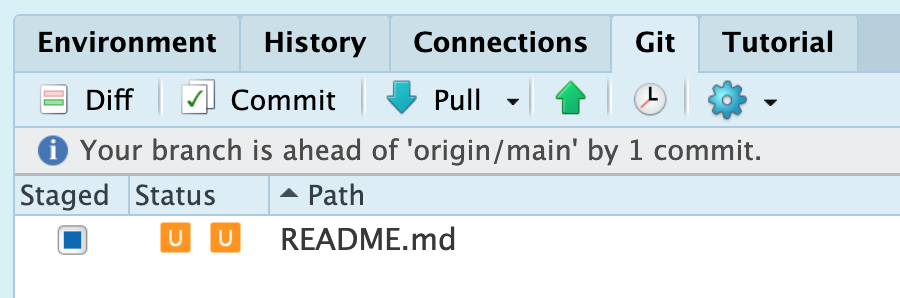 Environment History Connections Git Tutorial
Diff Commit Pull
Your branch is ahead of 'origin/main' by 1 commit.
Staged Status Path
U U README.md